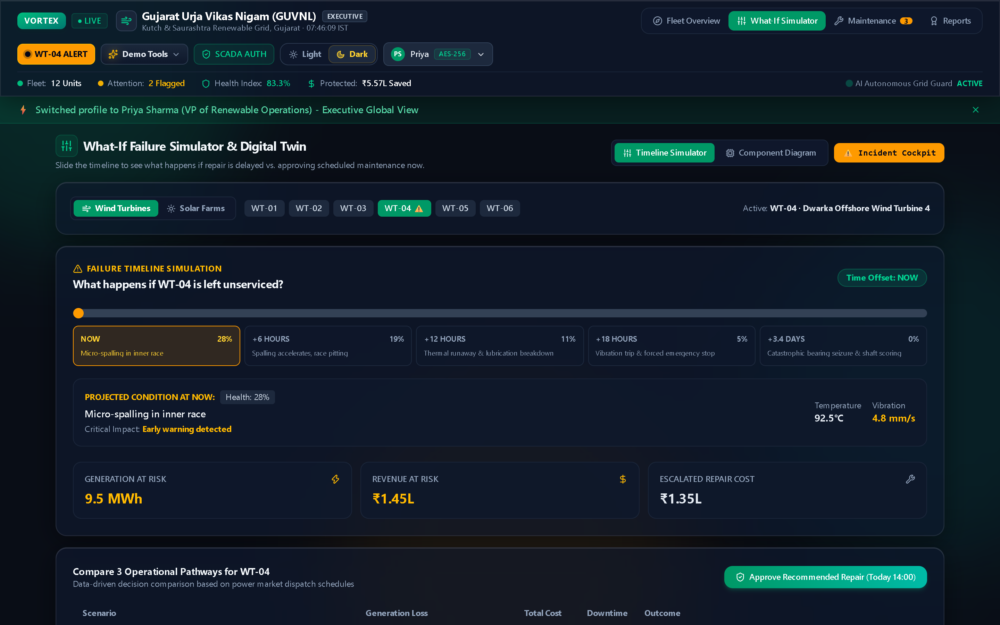 VORTEX
LIVE
Gujarat Urja Vikas Nigam (GUVNL) EXECUTIVE
Kutch & Saurashtra Renewable Grid, Gujarat · 07:46:09 IST
Fleet Overview
What-If Simulator
Maintenance 3
Reports
WT-04 ALERT
Demo Tools
SCADA AUTH
Light
Dark
PS Priya AES-256
Fleet: 12 Units
Attention: 2 Flagged
Health Index: 83.3%
Protected: ₹5.57L Saved
AI Autonomous Grid Guard ACTIVE
Switched profile to Priya Sharma (VP of Renewable Operations) - Executive Global View
What-If Failure Simulator & Digital Twin
Slide the timeline to see what happens if repair is delayed vs. approving scheduled maintenance now.
Timeline Simulator
Component Diagram
Incident Cockpit
Wind Turbines
Solar Farms
WT-01
WT-02
WT-03
WT-04
WT-05
WT-06
Active: WT-04 · Dwarka Offshore Wind Turbine 4
FAILURE TIMELINE SIMULATION
What happens if WT-04 is left unserviced?
Time Offset: NOW
NOW 28%
Micro-spalling in inner race
+6 HOURS 19%
Spalling accelerates, race pitting
+12 HOURS 11%
Thermal runaway & lubrication breakdown
+18 HOURS 5%
Vibration trip & forced emergency stop
+3.4 DAYS 0%
Catastrophic bearing seizure & shaft scoring
PROJECTED CONDITION AT NOW: Health: 28%
Micro-spalling in inner race
Critical Impact: Early warning detected
Temperature
92.5°C
Vibration
4.8 mm/s
GENERATION AT RISK
9.5 MWh
REVENUE AT RISK
₹1.45L
ESCALATED REPAIR COST
₹1.35L
Compare 3 Operational Pathways for WT-04
Data-driven decision comparison based on power market dispatch schedules
Approve Recommended Repair (Today 14:00)
Scenario Generation Loss Total Cost Downtime Outcome